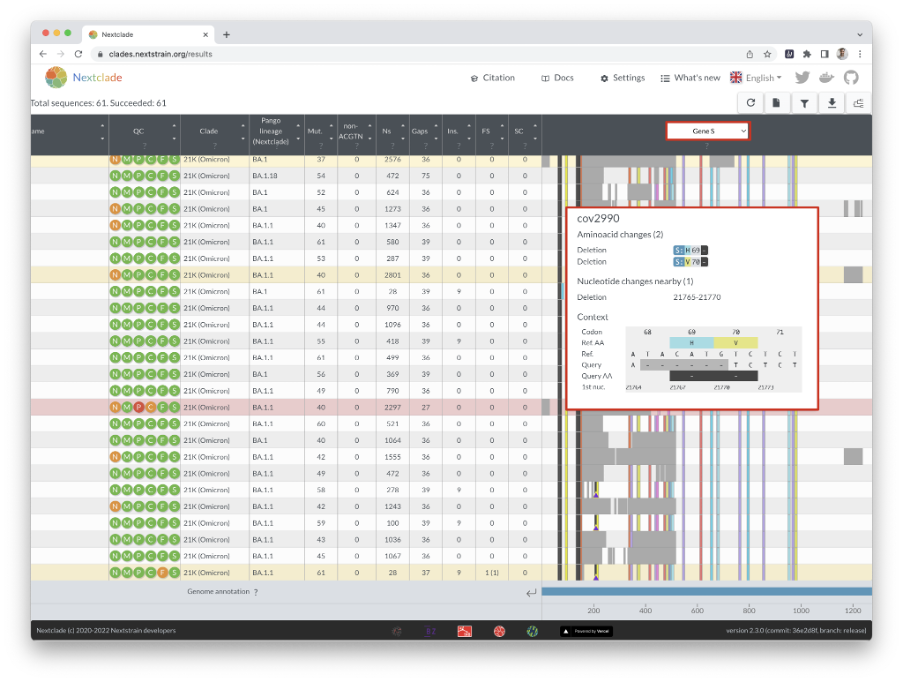 Nextclade
clades.nextstrain.org/results
Nextclade
Citation Docs Settings What's new English
Total sequences: 61. Succeeded: 61
ame QC Clade Pango lineage (Nextclade) Mut. non-ACGTN Ns Gaps Ins. FS SC Gene S
? ? ? ? ? ? ? ? ? ? ?
N M P C F S 21K (Omicron) BA.1 37 0 2576 36 0 0 0
N M P C F S 21K (Omicron) BA.1.18 54 0 472 75 0 0 0
N M P C F S 21K (Omicron) BA.1 52 0 624 36 0 0 0
N M P C F S 21K (Omicron) BA.1 45 0 1273 36 0 0 0
N M P C F S 21K (Omicron) BA.1.1 40 0 1347 36 0 0 0
N M P C F S 21K (Omicron) BA.1.1 61 0 580 39 0 0 0
N M P C F S 21K (Omicron) BA.1.1 53 0 287 39 0 0 0
N M P C F S 21K (Omicron) BA.1.1 40 0 2801 36 0 0 0
N M P C F S 21K (Omicron) BA.1 61 0 28 39 9 0 0
N M P C F S 21K (Omicron) BA.1.1 44 0 970 36 0 0 0
N M P C F S 21K (Omicron) BA.1.1 44 0 1096 36 0 0 0
N M P C F S 21K (Omicron) BA.1.1 55 0 418 39 9 0 0
N M P C F S 21K (Omicron) BA.1.1 61 0 499 36 0 0 0
N M P C F S 21K (Omicron) BA.1 56 0 369 39 0 0 0
N M P C F S 21K (Omicron) BA.1.1 49 0 790 36 0 0 0
N M P C F S 21K (Omicron) BA.1.1 40 0 2297 27 0 0 0
N M P C F S 21K (Omicron) BA.1.1 60 0 521 36 0 0 0
N M P C F S 21K (Omicron) BA.1 40 0 1064 36 0 0 0
N M P C F S 21K (Omicron) BA.1.1 42 0 1555 36 0 0 0
N M P C F S 21K (Omicron) BA.1.1 49 0 472 36 0 0 0
N M P C F S 21K (Omicron) BA.1.1 58 0 278 39 9 0 0
N M P C F S 21K (Omicron) BA.1.1 42 0 1243 36 0 0 0
N M P C F S 21K (Omicron) BA.1.1 59 0 100 39 9 0 0
N M P C F S 21K (Omicron) BA.1.1 43 0 1036 36 0 0 0
N M P C F S 21K (Omicron) BA.1.1 45 0 1067 36 0 0 0
N M P C F S 21K (Omicron) BA.1.1 61 0 28 37 9 1 (1) 0
cov2990
Aminoacid changes (2)
Deletion S: H 69 -
Deletion S: V 70 -
Nucleotide changes nearby (1)
Deletion 21765-21770
Context
Codon 68 69 70 71
Ref. AA H V
Ref. A T A C A T G T C T C T
Query A - - - - - - T C T C T
Query AA - -
1st nuc. 21764 21767 21770 21773
Genome annotation ?
200 400 600 800 1000 1200
Nextclade (c) 2020-2022 Nextstrain developers
Powered by Vercel
version 2.3.0 (commit: 36e2d8f, branch: release)